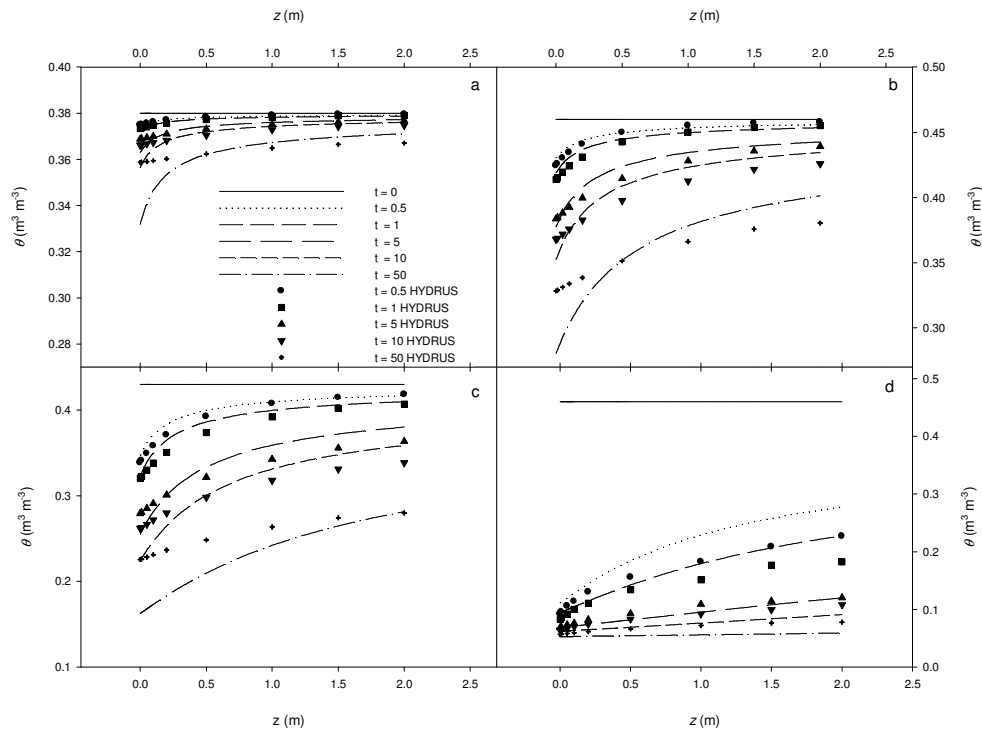 z (m)
z (m)
0.0 0.5 1.0 1.5 2.0
0.0 0.5 1.0 1.5 2.0 2.5
0.40
0.38
0.36
0.34
0.32
0.30
0.28
θ (m³ m⁻³)
a
t = 0
t = 0.5
t = 1
t = 5
t = 10
t = 50
t = 0.5 HYDRUS
t = 1 HYDRUS
t = 5 HYDRUS
t = 10 HYDRUS
t = 50 HYDRUS
b
0.50
0.45
0.40
0.35
0.30
θ (m³ m⁻³)
c
0.4
0.3
0.2
0.1
θ (m³ m⁻³)
d
0.5
0.4
0.3
0.2
0.1
0.0
θ (m³ m⁻³)
0.0 0.5 1.0 1.5 2.0 2.5
0.0 0.5 1.0 1.5 2.0 2.5
z (m)
z (m)